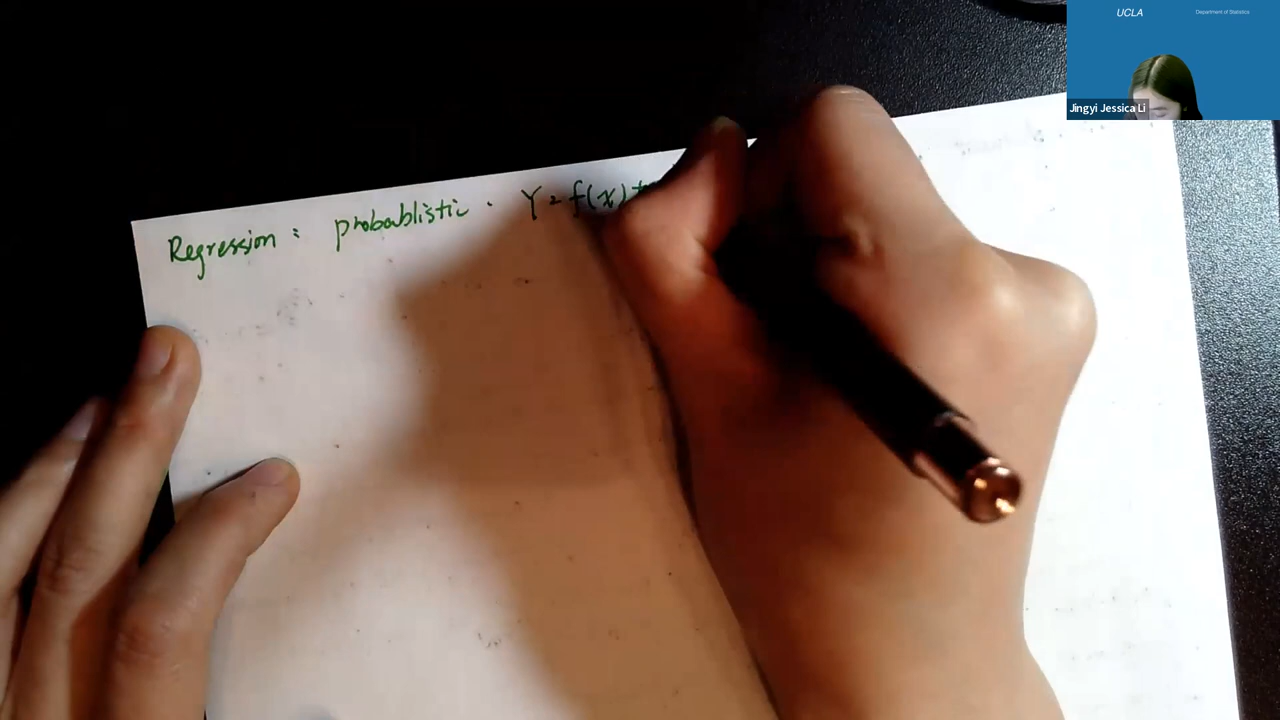 UCLA
Department of Statistics
Jingyi Jessica Li
Regression : probablistic . Y = f(x) +